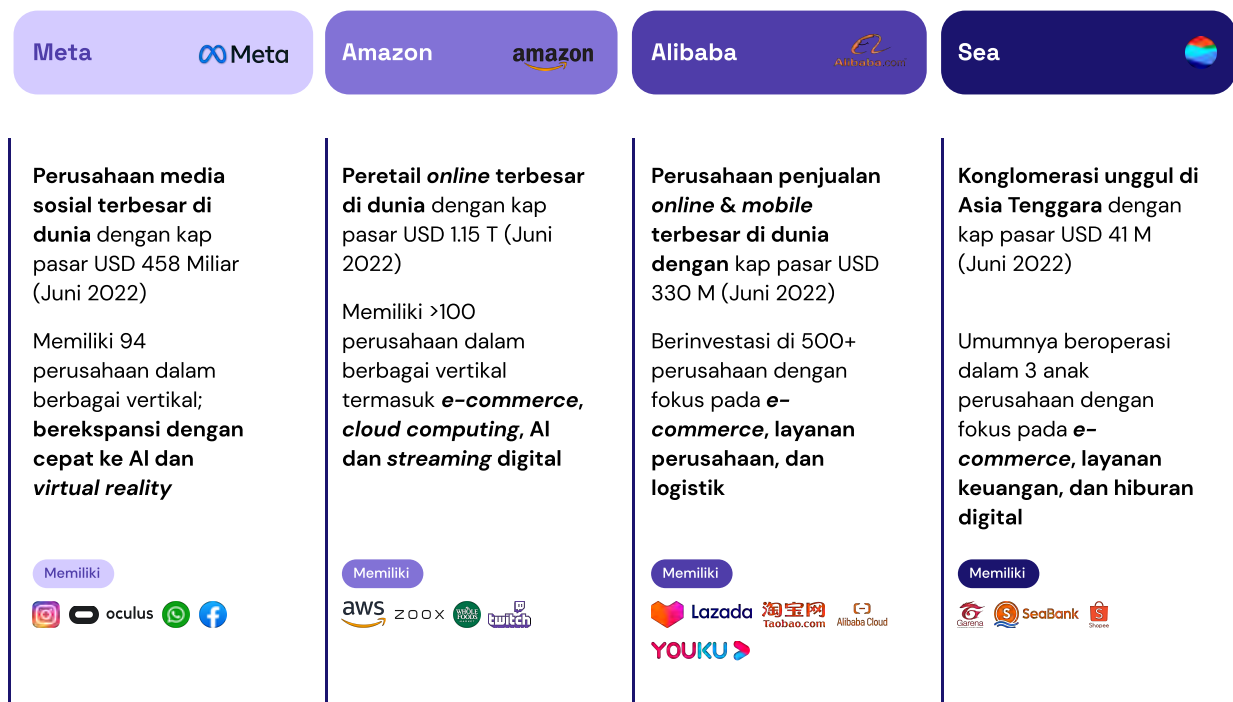 Meta
Meta
Amazon
amazon
Alibaba
Alibaba.com
Sea
Perusahaan media
sosial terbesar di
dunia dengan kap
pasar USD 458 Miliar
(Juni 2022)
Memiliki 94
perusahaan dalam
berbagai vertikal;
berekspansi dengan
cepat ke AI dan
virtual reality
Memiliki
oculus
Peretail online terbesar
di dunia dengan kap
pasar USD 1.15 T (Juni
2022)
Memiliki >100
perusahaan dalam
berbagai vertikal
termasuk e-commerce,
cloud computing, AI
dan streaming digital
Memiliki
aws
ZOOX
WHOLE
FOODS
MARKET
twitch
Perusahaan penjualan
online & mobile
terbesar di dunia
dengan kap pasar USD
330 M (Juni 2022)
Berinvestasi di 500+
perusahaan dengan
fokus pada e-
commerce, layanan
perusahaan, dan
logistik
Memiliki
Lazada
淘宝网
Taobao.com
Alibaba Cloud
YOUKU
Konglomerasi unggul di
Asia Tenggara dengan
kap pasar USD 41 M
(Juni 2022)
Umumnya beroperasi
dalam 3 anak
perusahaan dengan
fokus pada e-
commerce, layanan
keuangan, dan hiburan
digital
Memiliki
Garena
SeaBank
Shopee